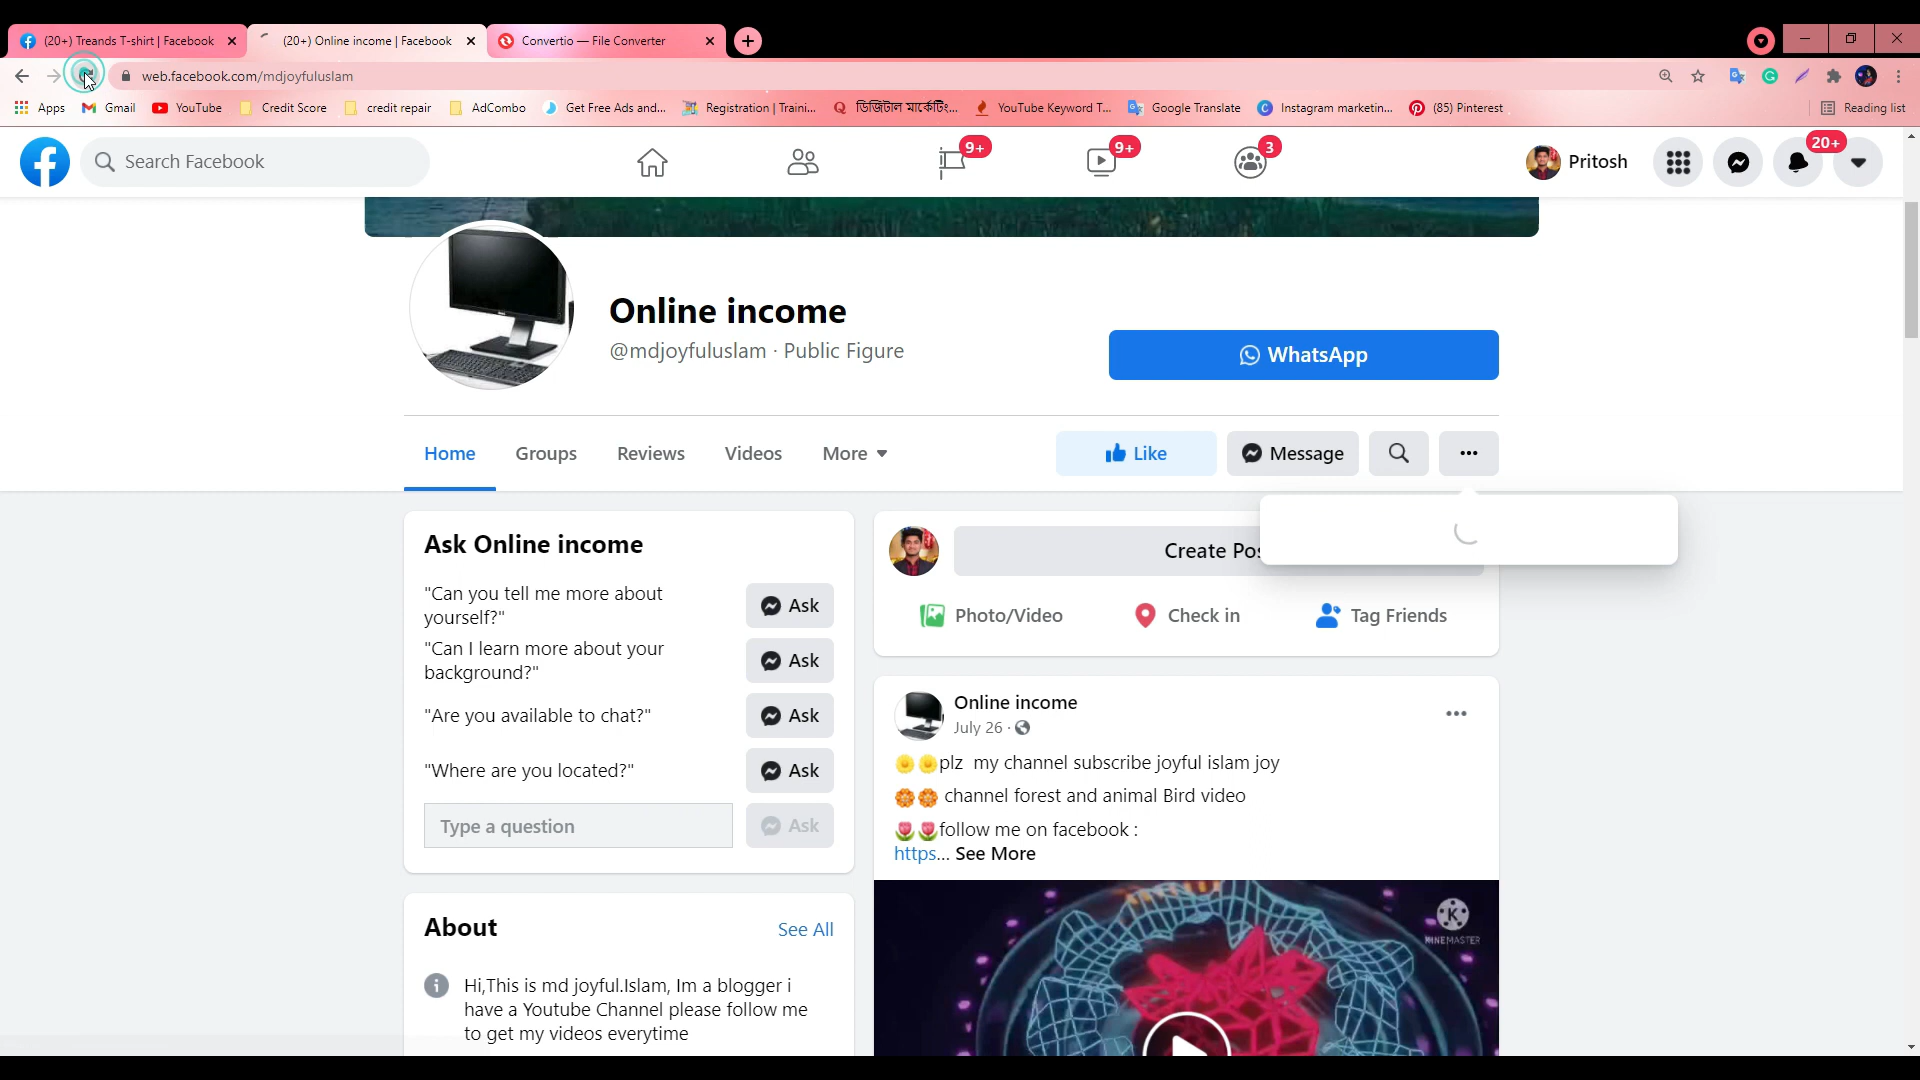 (20+) Treands T-shirt | Facebook
(20+) Online income | Facebook
Convertio — File Converter
web.facebook.com/mdjoyfuluslam
Apps
Gmail
YouTube
Credit Score
credit repair
AdCombo
Get Free Ads and...
Registration | Traini...
ডিজিটাল মার্কেটিং...
YouTube Keyword T...
Google Translate
Instagram marketin...
(85) Pinterest
Reading list
Search Facebook
9+
9+
3
Pritosh
20+
Online income
@mdjoyfuluslam · Public Figure
WhatsApp
Home
Groups
Reviews
Videos
More
Like
Message
Ask Online income
"Can you tell me more about
yourself?"
Ask
"Can I learn more about your
background?"
Ask
"Are you available to chat?"
Ask
"Where are you located?"
Ask
Type a question
Ask
About
See All
Hi,This is md joyful.Islam, Im a blogger i
have a Youtube Channel please follow me
to get my videos everytime
Create Pos
Photo/Video
Check in
Tag Friends
Online income
July 26 ·
🌼🌼plz my channel subscribe joyful islam joy
🏵️🏵️ channel forest and animal Bird video
🌷🌷follow me on facebook :
https... See More
KINEMASTER